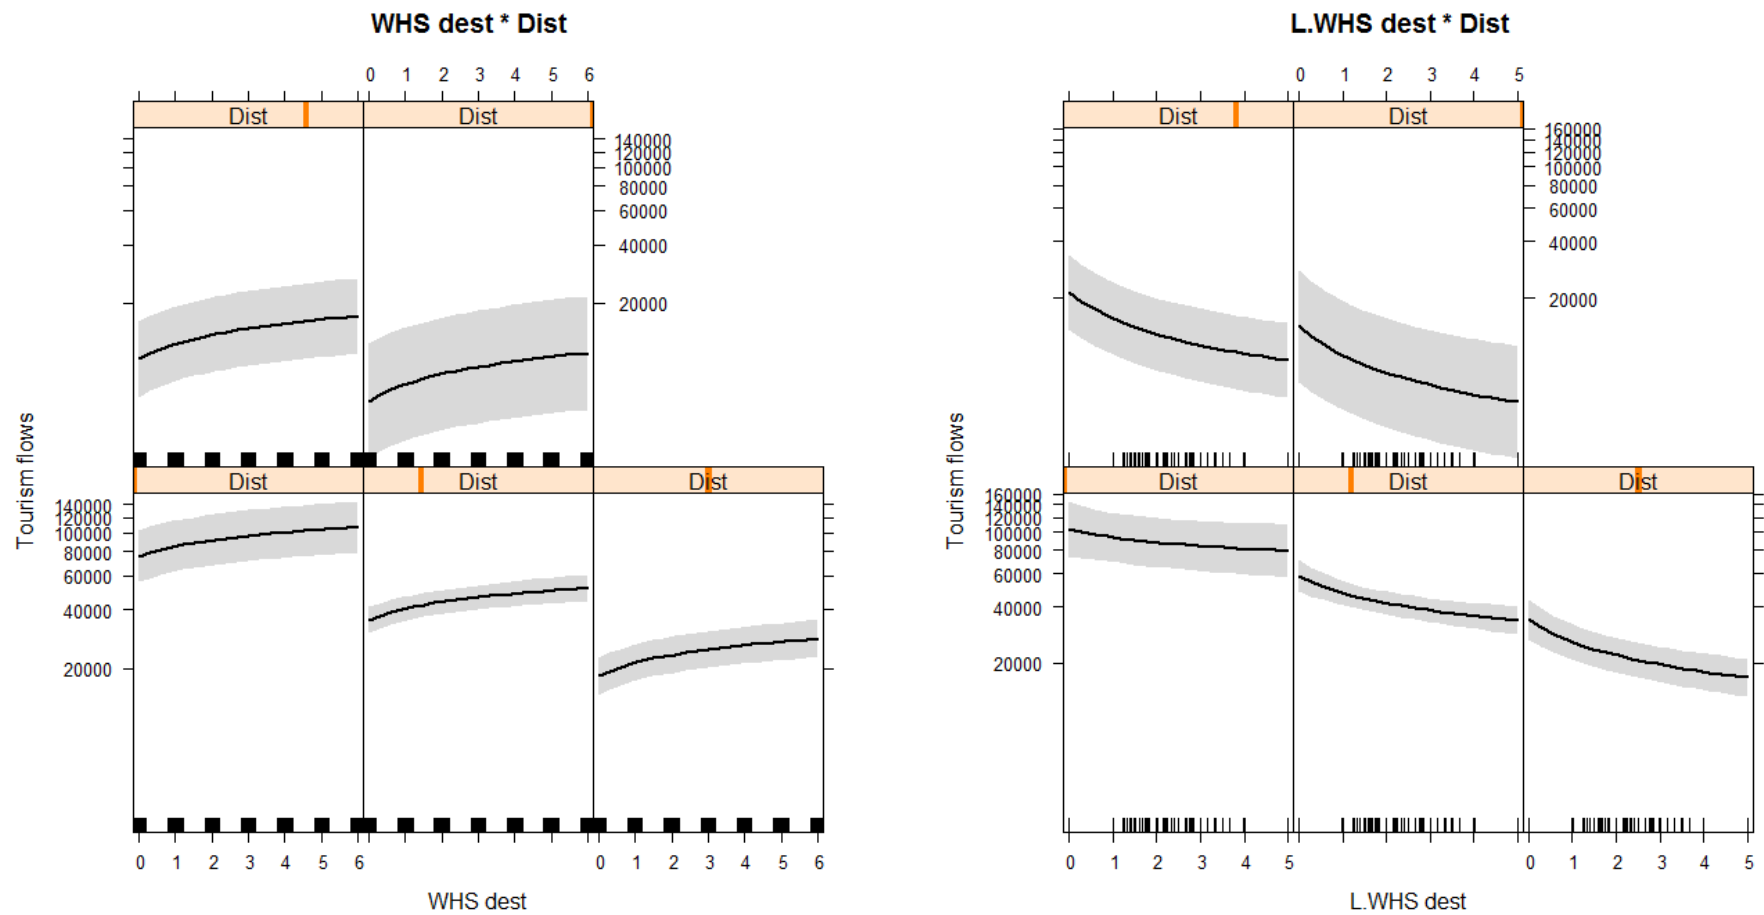 WHS dest * Dist
0 1 2 3 4 5 6
Dist Dist
140000
120000
100000
80000
60000
40000
20000
Tourism flows
Dist Dist Dist
140000
120000
100000
80000
60000
40000
20000
0 1 2 3 4 5 6 0 1 2 3 4 5 6
WHS dest
L.WHS dest * Dist
0 1 2 3 4 5
Dist Dist
160000
140000
120000
100000
80000
60000
40000
20000
Tourism flows
Dist Dist Dist
160000
140000
120000
100000
80000
60000
40000
20000
0 1 2 3 4 5 0 1 2 3 4 5
L.WHS dest